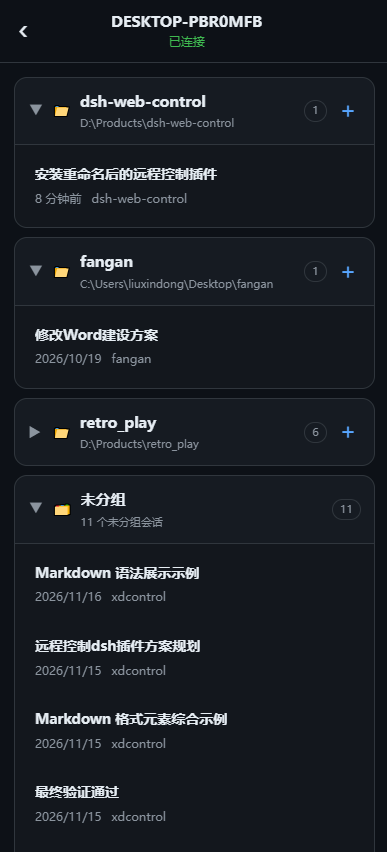 DESKTOP-PBR0MFB
已连接
dsh-web-control
D:\Products\dsh-web-control
1
+
安装重命名后的远程控制插件
8 分钟前 dsh-web-control
fangan
C:\Users\liuxindong\Desktop\fangan
1
+
修改Word建设方案
2026/10/19 fangan
retro_play
D:\Products\retro_play
6
+
未分组
11 个未分组会话
11
Markdown 语法展示示例
2026/11/16 xdcontrol
远程控制dsh插件方案规划
2026/11/15 xdcontrol
Markdown 格式元素综合示例
2026/11/15 xdcontrol
最终验证通过
2026/11/15 xdcontrol